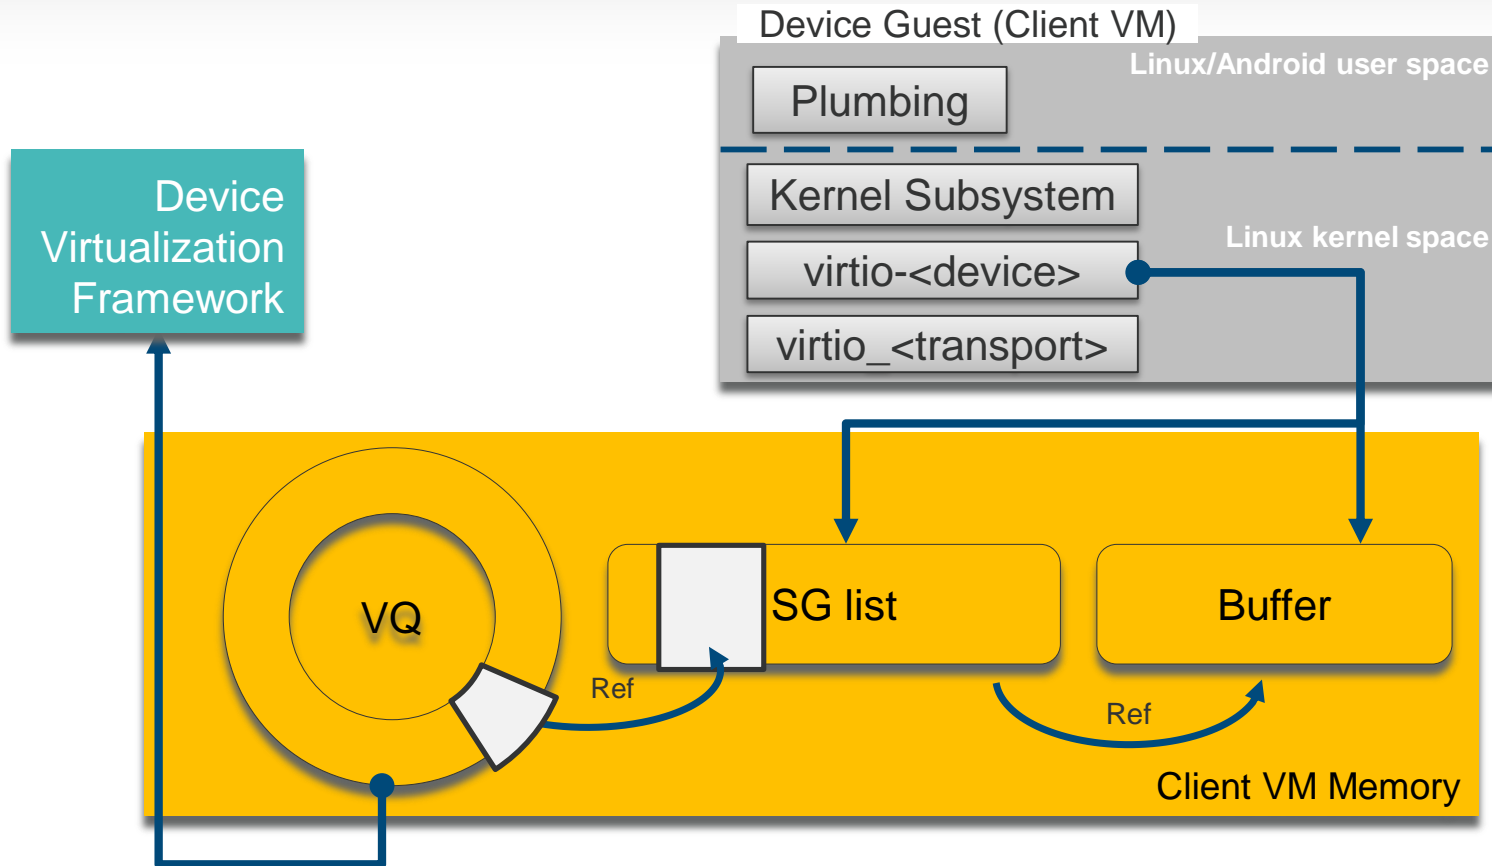 Device Guest (Client VM)
Linux/Android user space
Plumbing
Kernel Subsystem
Linux kernel space
virtio-<device>
virtio_<transport>
Device
Virtualization
Framework
VQ
SG list
Buffer
Ref
Ref
Client VM Memory